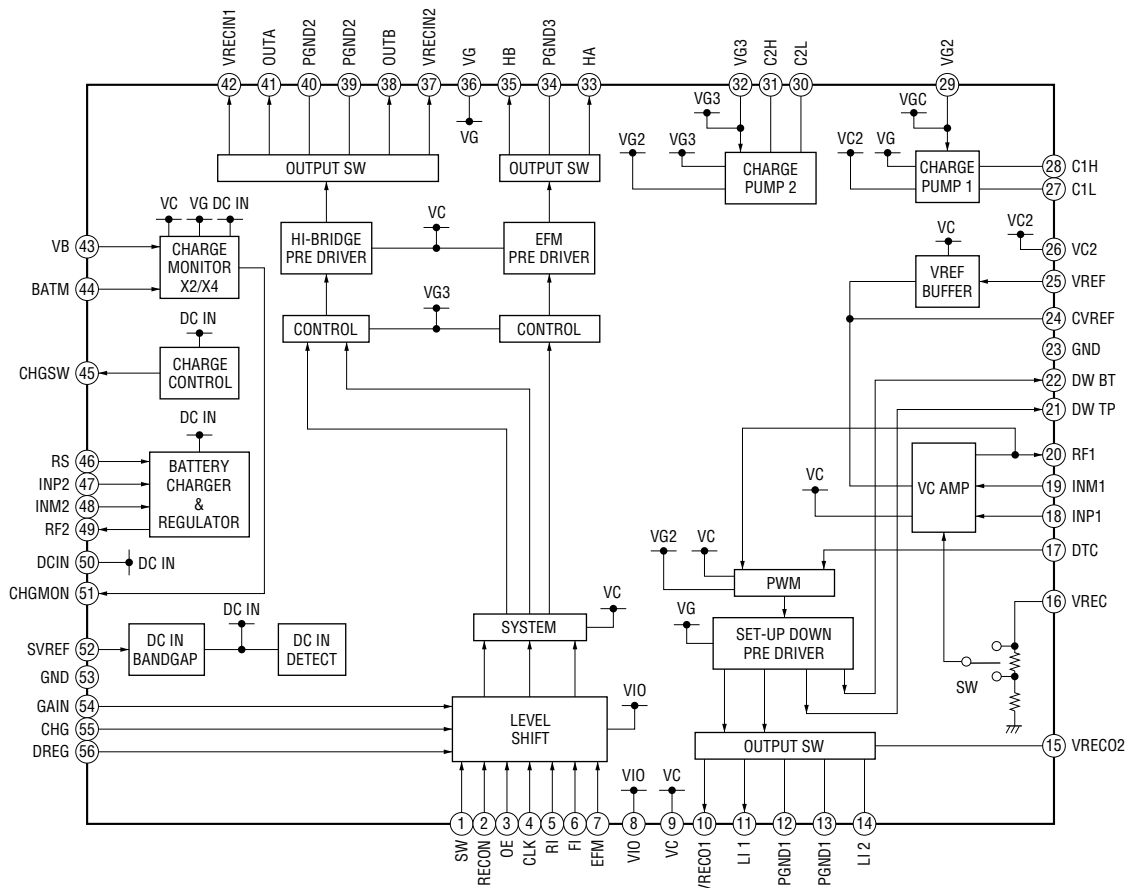 VRECIN1
OUTA
PGND2
PGND2
OUTB
VRECIN2
VG
HB
PGND3
HA
VG3
C2H
C2L
VG2
42
41
40
39
38
37
36
35
34
33
32
31
30
29
VG
VG3
VG2
VG3
VGC
VC2
VG
OUTPUT SW
OUTPUT SW
CHARGE
PUMP 2
CHARGE
PUMP 1
28 C1H
27 C1L
VC
VG
DC IN
VB 43
BATM 44
CHARGE
MONITOR
X2/X4
HI-BRIDGE
PRE DRIVER
VC
EFM
PRE DRIVER
VC
VC2
26 VC2
VREF
BUFFER
25 VREF
24 CVREF
23 GND
22 DW BT
21 DW TP
20 RF1
19 INM1
18 INP1
17 DTC
16 VREC
15 VRECO2
VG3
CONTROL
CONTROL
DC IN
CHGSW 45
CHARGE
CONTROL
DC IN
RS 46
INP2 47
INM2 48
RF2 49
BATTERY
CHARGER
&
REGULATOR
DCIN 50
DC IN
CHGMON 51
VC AMP
VC
VG2
VC
PWM
VG
SET-UP DOWN
PRE DRIVER
SW
SYSTEM
VC
DC IN
SVREF 52
DC IN
BANDGAP
DC IN
DETECT
GND 53
GAIN 54
CHG 55
DREG 56
LEVEL
SHIFT
VIO
OUTPUT SW
VIO
VC
1
2
3
4
5
6
7
8
9
10
11
12
13
14
SW
RECON
OE
CLK
RI
FI
EFM
VIO
VC
VRECO1
LI 1
PGND1
PGND1
LI 2